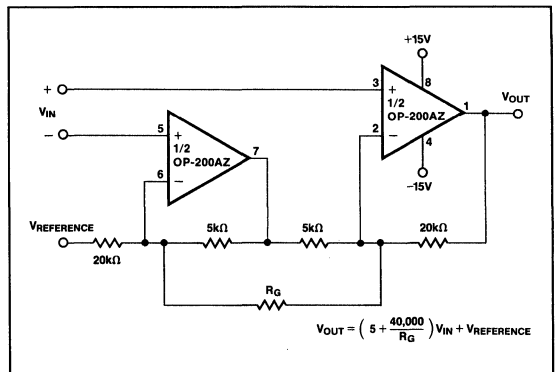 +15V
+
3
+
8
1
VOUT
VIN
1/2
OP-200AZ
−
5
+
7
2
−
4
1/2
OP-200AZ
6
−
−15V
VREFERENCE
5kΩ
5kΩ
20kΩ
20kΩ
RG
VOUT = ( 5 + 40,000 / RG ) VIN + VREFERENCE